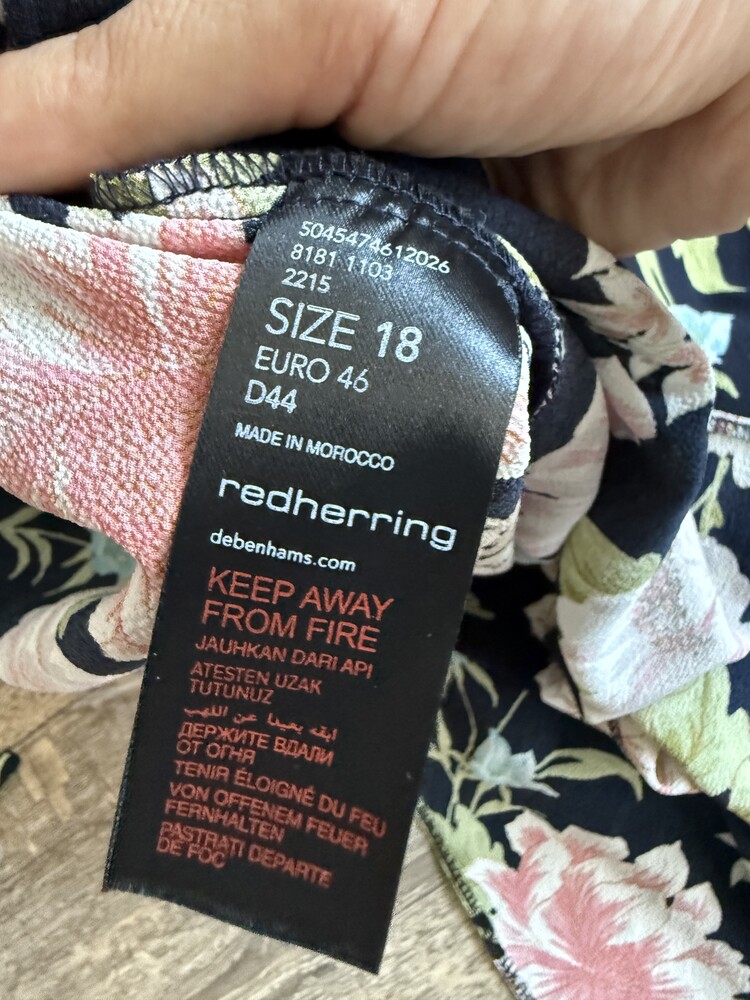 5045474612026
8181 1103
2215
SIZE 18
EURO 46
D44
MADE IN MOROCCO
redherring
debenhams.com
KEEP AWAY
FROM FIRE
JAUHKAN DARI API
ATESTEN UZAK
TUTUNUZ
ابقه بعيدا عن اللهب
ДЕРЖИТЕ ВДАЛИ
ОТ ОГНЯ
TENIR ÉLOIGNÉ DU FEU
VON OFFENEM FEUER
FERNHALTEN
PASTRATI DEPARTE
DE FOC